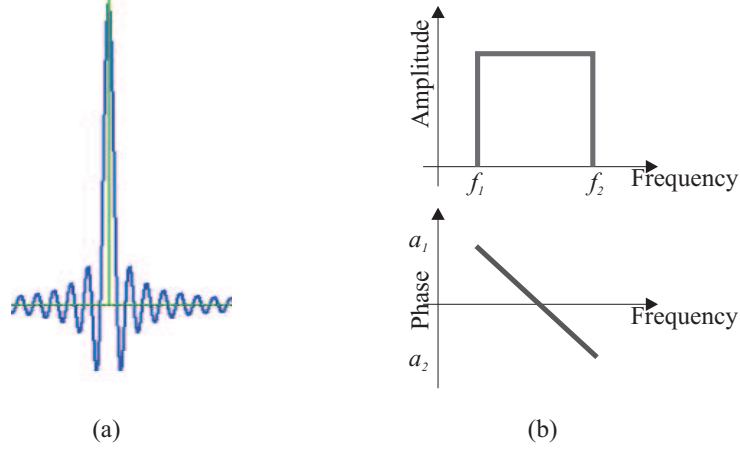 Amplitude
f1 f2 Frequency
a1
Phase
Frequency
a2
(a) (b)